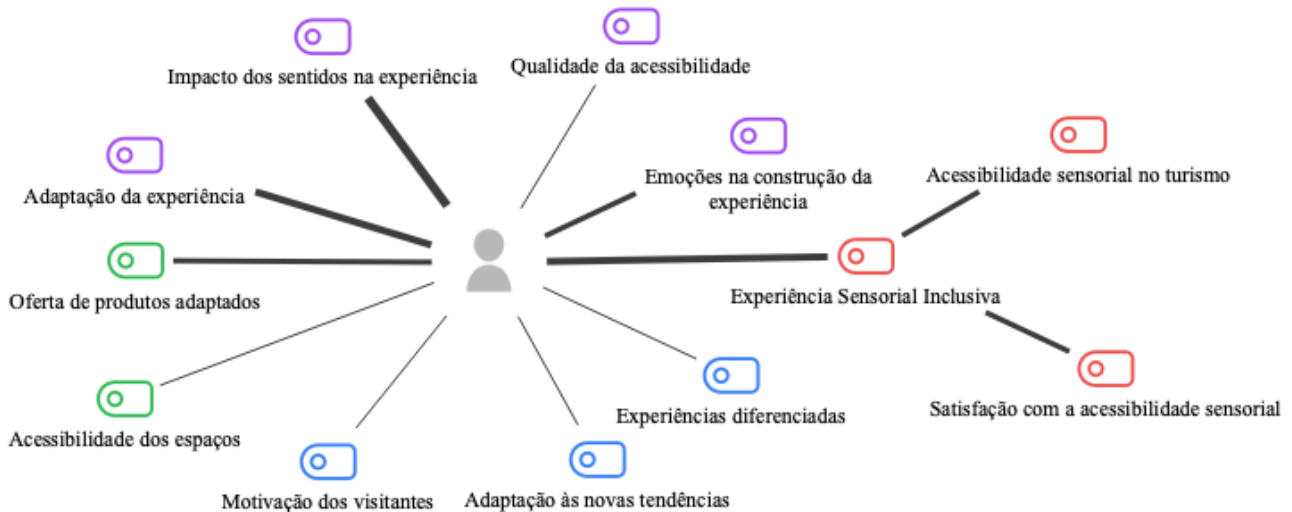 Impacto dos sentidos na experiência
Qualidade da acessibilidade
Adaptação da experiência
Emoções na construção da
experiência
Acessibilidade sensorial no turismo
Oferta de produtos adaptados
Experiência Sensorial Inclusiva
Acessibilidade dos espaços
Experiências diferenciadas
Satisfação com a acessibilidade sensorial
Motivação dos visitantes
Adaptação às novas tendências